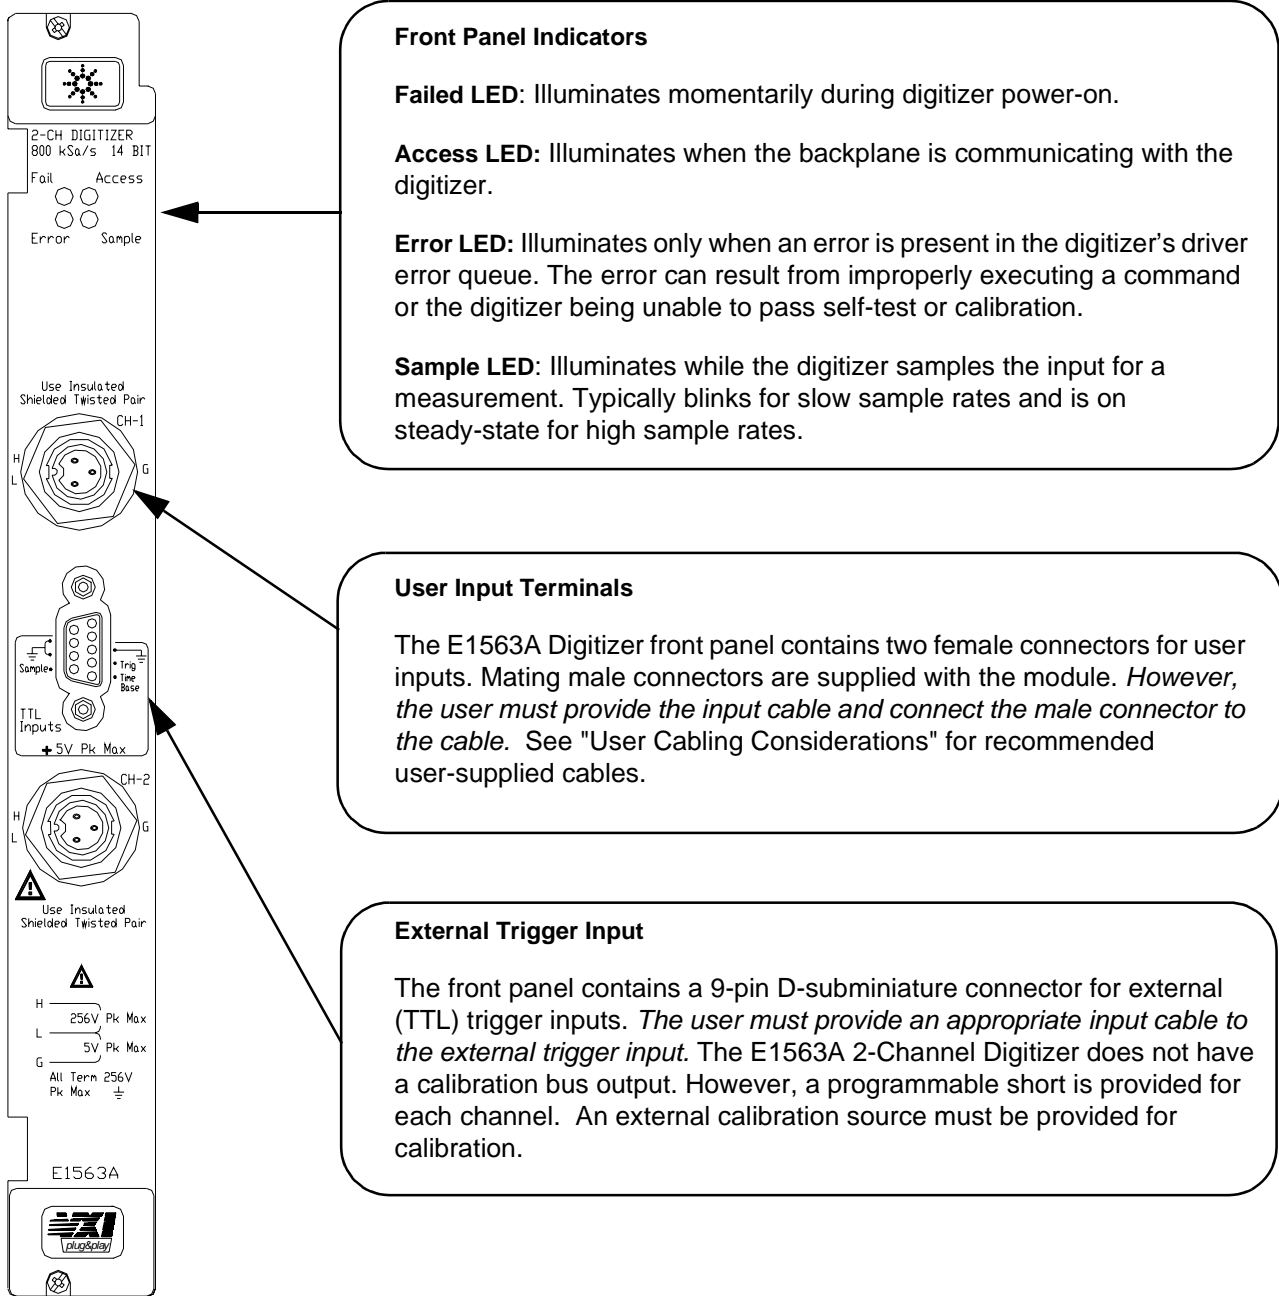 2-CH DIGITIZER
800 kSa/s 14 BIT
Fail Access
Error Sample
Use Insulated
Shielded Twisted Pair
CH-1
H
L
G
Sample
Trig
Time
Base
TTL
Inputs
+ 5V Pk Max
CH-2
H
L
G
Use Insulated
Shielded Twisted Pair
H
256V Pk Max
L
5V Pk Max
G
All Term 256V
Pk Max
E1563A
VXI
plug&play
Front Panel Indicators
Failed LED: Illuminates momentarily during digitizer power-on.
Access LED: Illuminates when the backplane is communicating with the
digitizer.
Error LED: Illuminates only when an error is present in the digitizer's driver
error queue. The error can result from improperly executing a command
or the digitizer being unable to pass self-test or calibration.
Sample LED: Illuminates while the digitizer samples the input for a
measurement. Typically blinks for slow sample rates and is on
steady-state for high sample rates.
User Input Terminals
The E1563A Digitizer front panel contains two female connectors for user
inputs. Mating male connectors are supplied with the module. However,
the user must provide the input cable and connect the male connector to
the cable. See "User Cabling Considerations" for recommended
user-supplied cables.
External Trigger Input
The front panel contains a 9-pin D-subminiature connector for external
(TTL) trigger inputs. The user must provide an appropriate input cable to
the external trigger input. The E1563A 2-Channel Digitizer does not have
a calibration bus output. However, a programmable short is provided for
each channel. An external calibration source must be provided for
calibration.